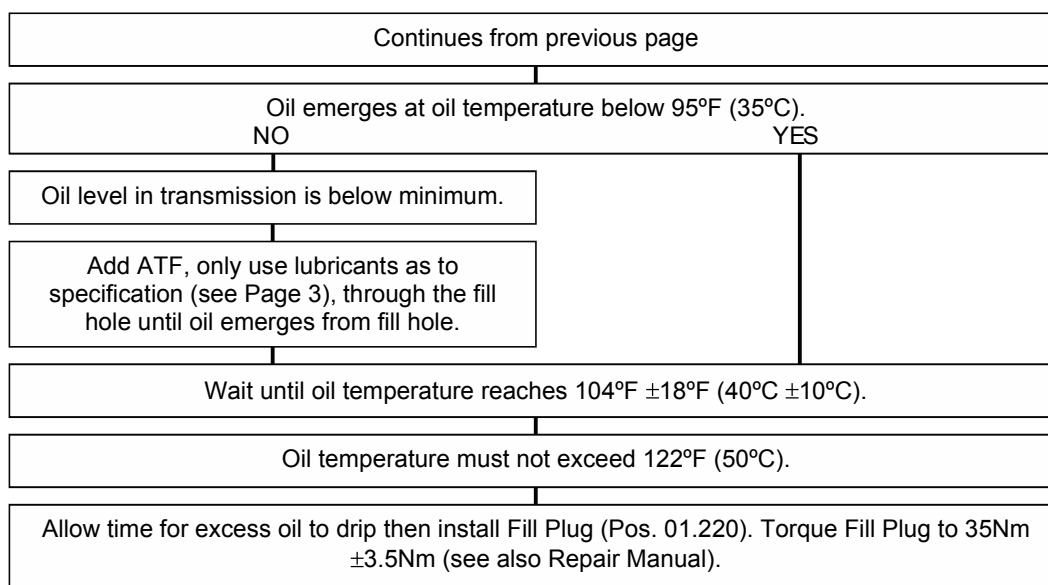 Continues from previous page
Oil emerges at oil temperature below 95ºF (35ºC).
NO YES
Oil level in transmission is below minimum.
Add ATF, only use lubricants as to
specification (see Page 3), through the fill
hole until oil emerges from fill hole.
Wait until oil temperature reaches 104ºF ±18ºF (40ºC ±10ºC).
Oil temperature must not exceed 122ºF (50ºC).
Allow time for excess oil to drip then install Fill Plug (Pos. 01.220). Torque Fill Plug to 35Nm
±3.5Nm (see also Repair Manual).